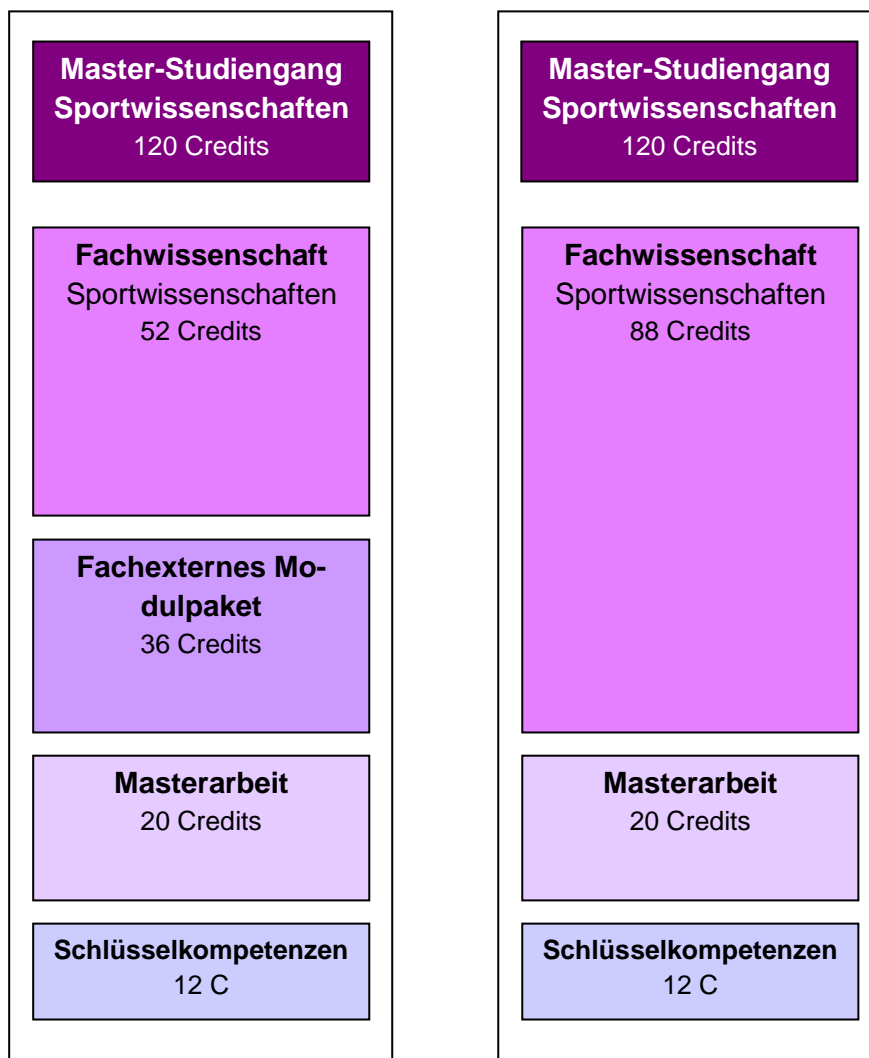 Master-Studiengang
Sportwissenschaften
120 Credits
Fachwissenschaft
Sportwissenschaften
52 Credits
Fachexternes Mo-
dulpaket
36 Credits
Masterarbeit
20 Credits
Schlüsselkompetenzen
12 C
Master-Studiengang
Sportwissenschaften
120 Credits
Fachwissenschaft
Sportwissenschaften
88 Credits
Masterarbeit
20 Credits
Schlüsselkompetenzen
12 C